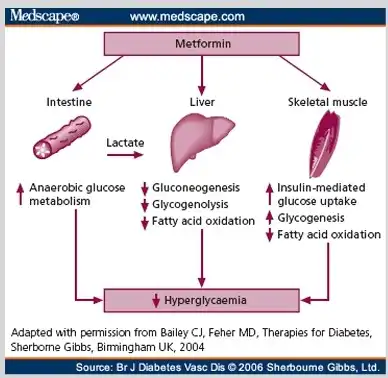 Medscape® www.medscape.com
Metformin
Intestine
Liver
Skeletal muscle
Lactate
Anaerobic glucose
metabolism
Gluconeogenesis
Glycogenolysis
Fatty acid oxidation
Insulin-mediated
glucose uptake
Glycogenesis
Fatty acid oxidation
Hyperglycaemia
Adapted with permission from Bailey CJ, Feher MD, Therapies for Diabetes,
Sherborne Gibbs, Birmingham UK, 2004
Source: Br J Diabetes Vasc Dis © 2006 Sherbourne Gibbs, Ltd.